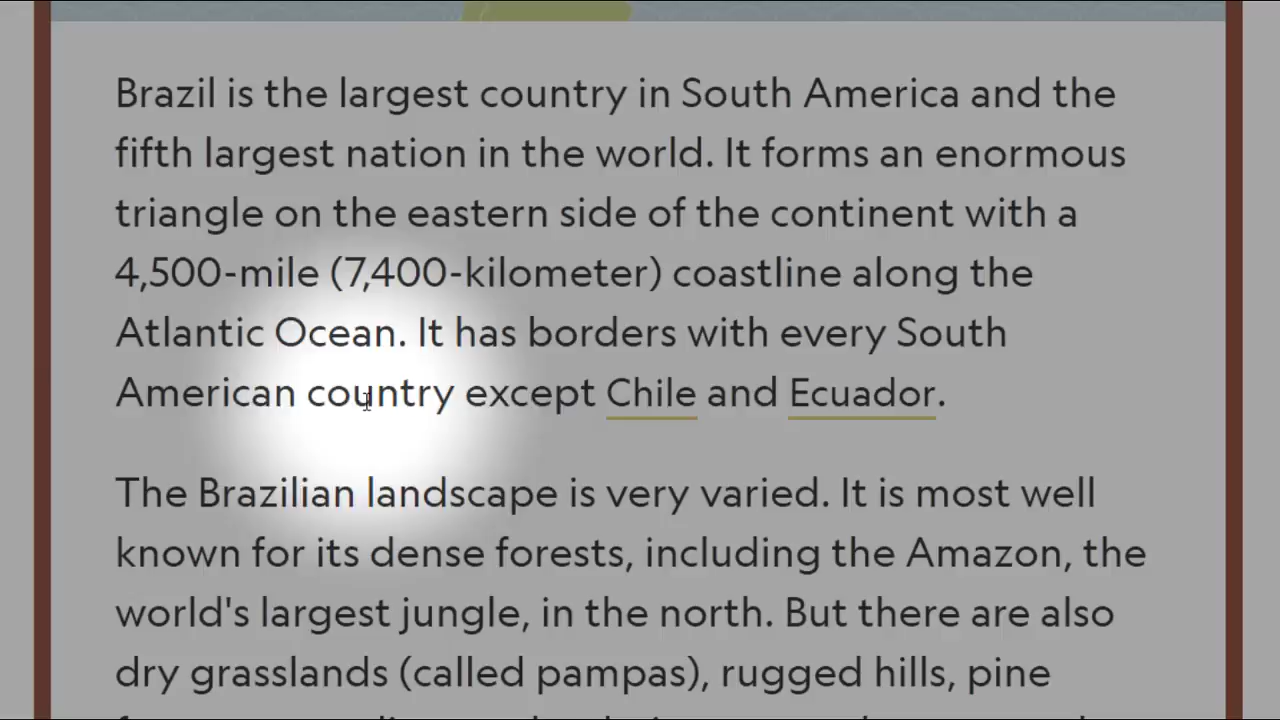 Brazil is the largest country in South America and the
fifth largest nation in the world. It forms an enormous
triangle on the eastern side of the continent with a
4,500-mile (7,400-kilometer) coastline along the
Atlantic Ocean. It has borders with every South
American country except Chile and Ecuador.
The Brazilian landscape is very varied. It is most well
known for its dense forests, including the Amazon, the
world's largest jungle, in the north. But there are also
dry grasslands (called pampas), rugged hills, pine